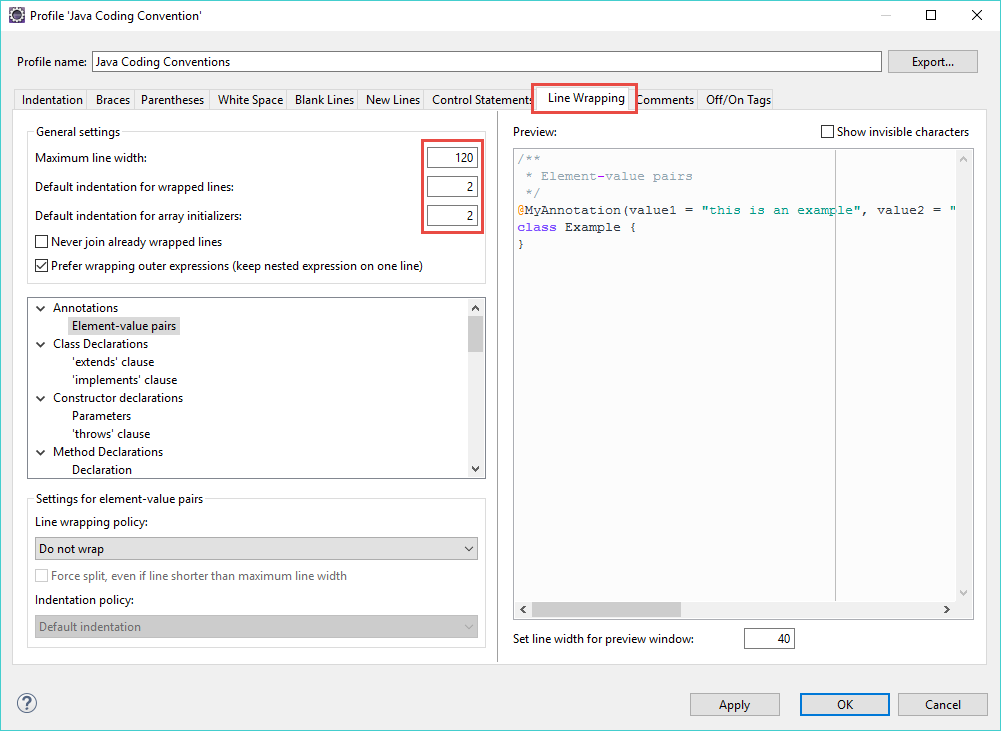 Profile 'Java Coding Convention'
Profile name: Java Coding Conventions Export...
Indentation Braces Parentheses White Space Blank Lines New Lines Control Statements Line Wrapping Comments Off/On Tags
General settings
Maximum line width: 120
Default indentation for wrapped lines: 2
Default indentation for array initializers: 2
Never join already wrapped lines
Prefer wrapping outer expressions (keep nested expression on one line)
Annotations
Element-value pairs
Class Declarations
'extends' clause
'implements' clause
Constructor declarations
Parameters
'throws' clause
Method Declarations
Declaration
Settings for element-value pairs
Line wrapping policy:
Do not wrap
Force split, even if line shorter than maximum line width
Indentation policy:
Default indentation
Preview: Show invisible characters
/**
* Element-value pairs
*/
@MyAnnotation(value1 = "this is an example", value2 = "
class Example {
}
Set line width for preview window: 40
? Apply OK Cancel